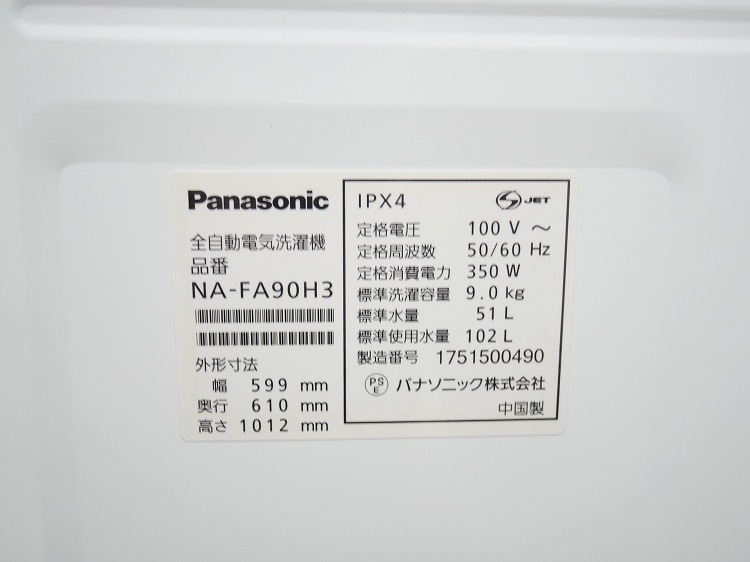 Panasonic
全自動電気洗濯機
品番
NA-FA90H3
外形寸法
幅 599 mm
奥行 610 mm
高さ 1012 mm
IPX4 S JET
定格電圧 100 V ～
定格周波数 50/60 Hz
定格消費電力 350 W
標準洗濯容量 9.0 kg
標準水量 51 L
標準使用水量 102 L
製造番号 1751500490
PSE パナソニック株式会社
中国製